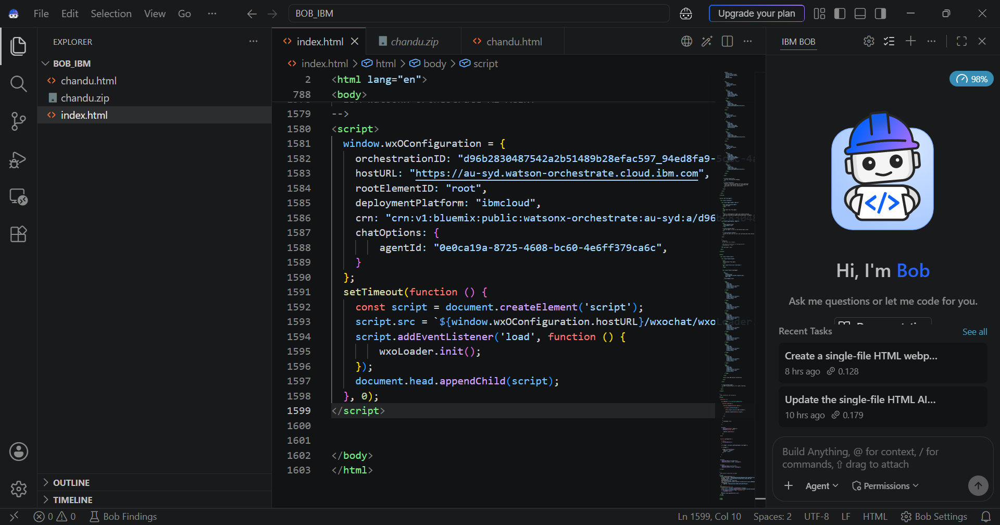 File Edit Selection View Go ···
BOB_IBM
Upgrade your plan
EXPLORER
BOB_IBM
chandu.html
chandu.zip
index.html
OUTLINE
TIMELINE
index.html
chandu.zip
chandu.html
index.html > html > body > script
2 <html lang="en">
788 <body>
1579 -->
1580 <script>
1581 window.wxOConfiguration = {
1582 orchestrationID: "d96b2830487542a2b51489b28efac597_94ed8fa9-
1583 hostURL: "https://au-syd.watson-orchestrate.cloud.ibm.com",
1584 rootElementID: "root",
1585 deploymentPlatform: "ibmcloud",
1586 crn: "crn:v1:bluemix:public:watsonx-orchestrate:au-syd:a/d96
1587 chatOptions: {
1588 agentId: "0e0ca19a-8725-4608-bc60-4e6ff379ca6c",
1589 }
1590 };
1591 setTimeout(function () {
1592 const script = document.createElement('script');
1593 script.src = `${window.wxOConfiguration.hostURL}/wxochat/wxoLoader.
1594 script.addEventListener('load', function () {
1595 wxoLoader.init();
1596 });
1597 document.head.appendChild(script);
1598 }, 0);
1599 </script>
1600
1601
1602 </body>
1603 </html>
IBM BOB
98%
</>
Hi, I'm Bob
Ask me questions or let me code for you.
Recent Tasks
See all
Create a single-file HTML webp...
8 hrs ago 0.128
Update the single-file HTML AI...
10 hrs ago 0.179
Build Anything, @ for context, / for
commands, ⇧ drag to attach
Agent
Permissions
0 0 Bob Findings
Ln 1599, Col 10 Spaces: 2 UTF-8 LF HTML Bob Settings